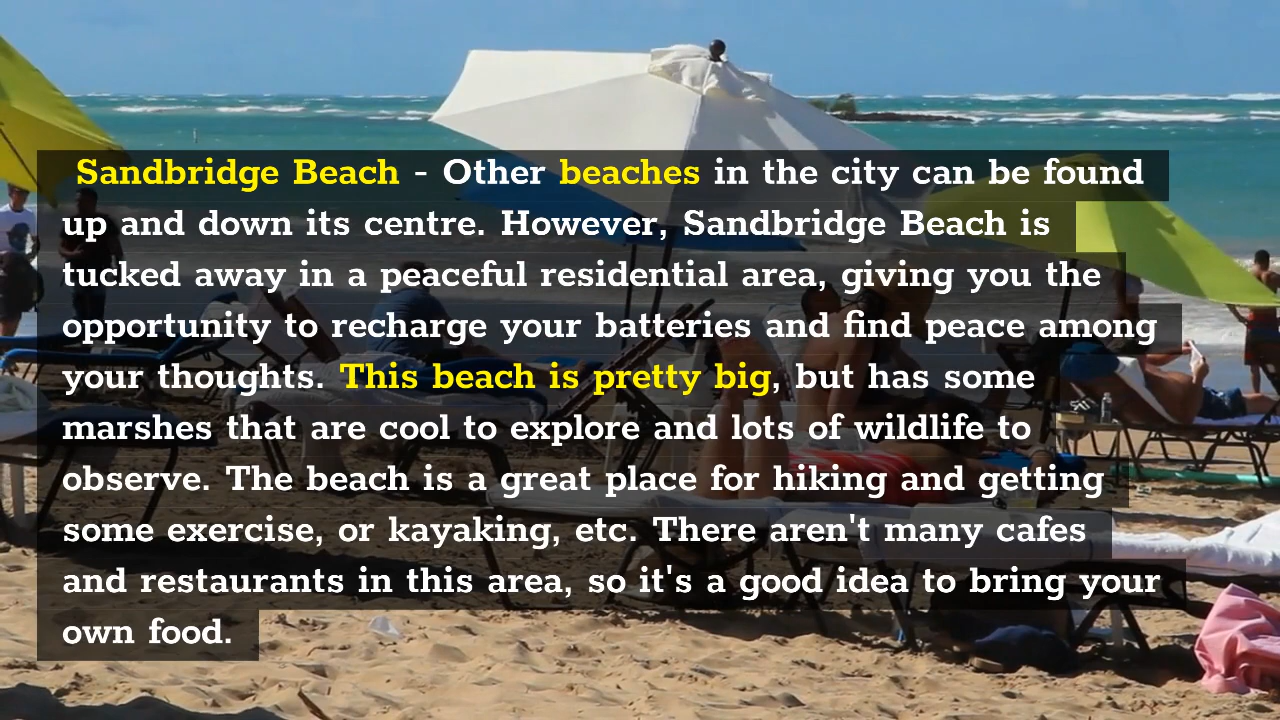 Sandbridge Beach - Other beaches in the city can be found
up and down its centre. However, Sandbridge Beach is
tucked away in a peaceful residential area, giving you the
opportunity to recharge your batteries and find peace among
your thoughts. This beach is pretty big, but has some
marshes that are cool to explore and lots of wildlife to
observe. The beach is a great place for hiking and getting
some exercise, or kayaking, etc. There aren't many cafes
and restaurants in this area, so it's a good idea to bring your
own food.